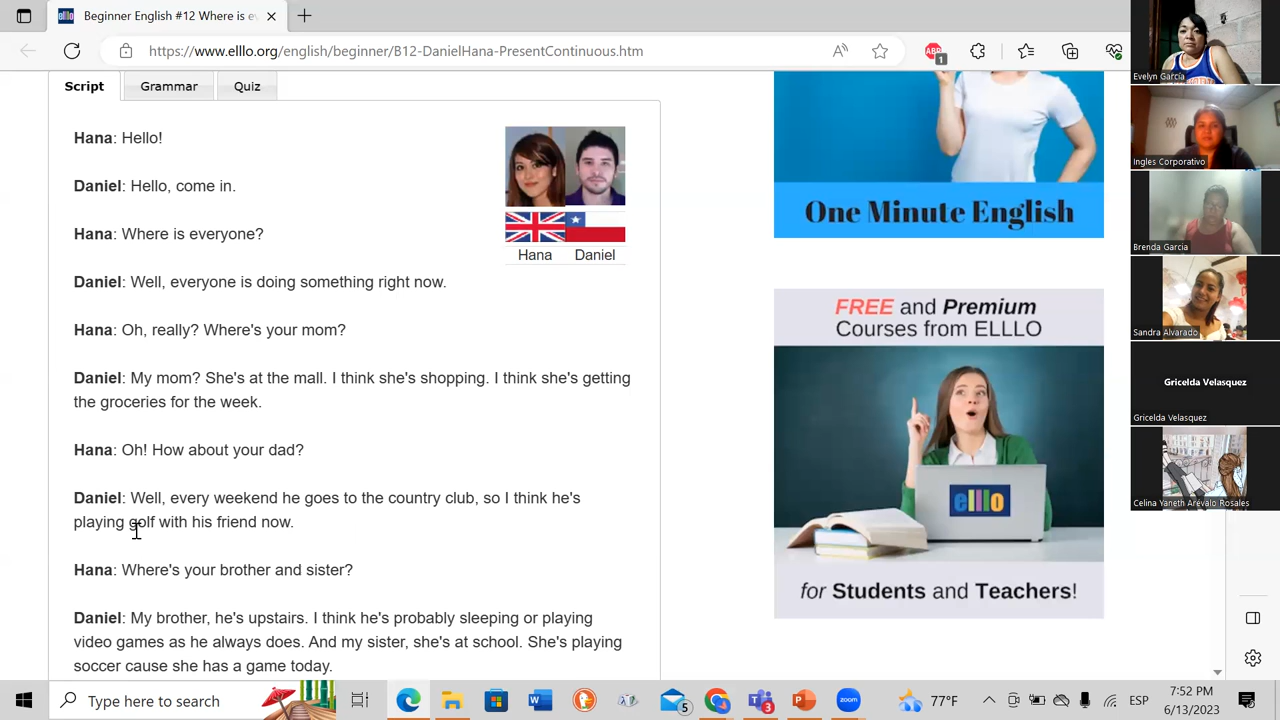 Beginner English #12 Where is ev
https://www.elllo.org/english/beginner/B12-DanielHana-PresentContinuous.htm
1
Script
Grammar
Quiz
Hana: Hello!
Daniel: Hello, come in.
Hana: Where is everyone?
Daniel: Well, everyone is doing something right now.
Hana: Oh, really? Where's your mom?
Daniel: My mom? She's at the mall. I think she's shopping. I think she's getting
the groceries for the week.
Hana: Oh! How about your dad?
Daniel: Well, every weekend he goes to the country club, so I think he's
playing golf with his friend now.
Hana: Where's your brother and sister?
Daniel: My brother, he's upstairs. I think he's probably sleeping or playing
video games as he always does. And my sister, she's at school. She's playing
soccer cause she has a game today.
Hana
Daniel
One Minute English
FREE and Premium
Courses from ELLLO
elllo
for Students and Teachers!
Evelyn García
Ingles Corporativo
Brenda Garcia
Sandra Alvarado
Gricelda Velasquez
Gricelda Velasquez
Celina Yaneth Arévalo Rosales
Type here to search
5
3
zoom
77°F
ESP
7:52 PM
6/13/2023